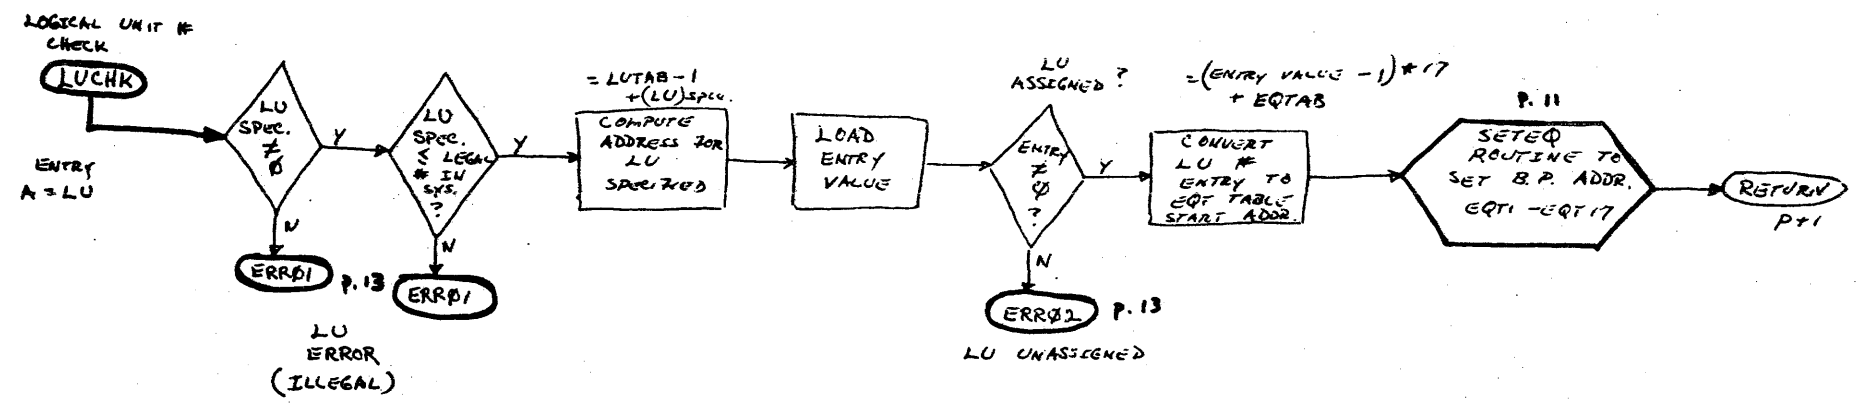 LOGICAL UNIT #
CHECK
LUCHK
ENTRY
A = LU
LU
SPEC.
≠
Ø
Y
N
ERRØ1
p. 13
LU
ERROR
(ILLEGAL)
LU
SPEC.
≤ LEGAL
# IN
SYS.
?
Y
N
ERRØ1
= LUTAB-1
+(LU)SPEC.
COMPUTE
ADDRESS FOR
LU
SPECIFIED
LOAD
ENTRY
VALUE
LU
ASSIGNED ?
ENTRY
≠
Ø
?
Y
N
ERRØ2
p. 13
LU UNASSIGNED
=(ENTRY VALUE -1)*17
+ EQTAB
CONVERT
LU #
ENTRY TO
EQT TABLE
START ADDR.
p. 11
SETEQ
ROUTINE TO
SET B.P. ADDR.
EQT1 -EQT17
RETURN
P+1